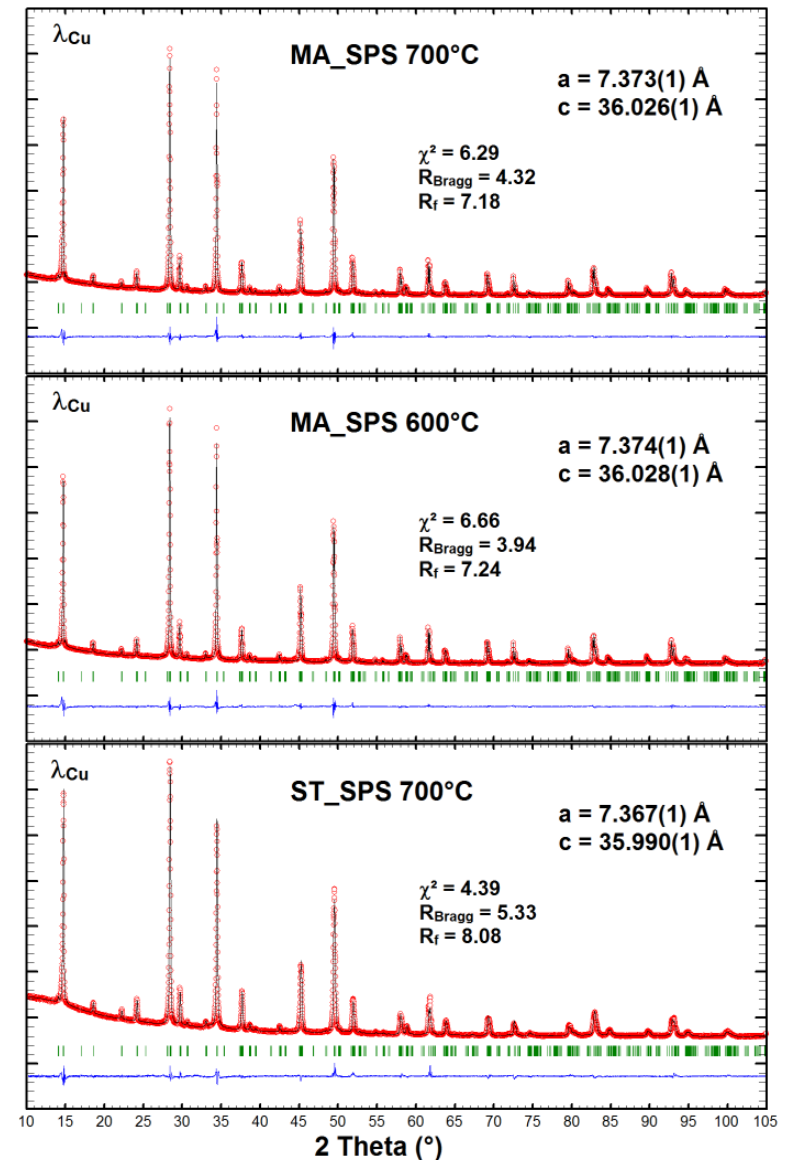 λCu
MA_SPS 700°C
a = 7.373(1) Å
c = 36.026(1) Å
χ² = 6.29
RBragg = 4.32
Rf = 7.18
λCu
MA_SPS 600°C
a = 7.374(1) Å
c = 36.028(1) Å
χ² = 6.66
RBragg = 3.94
Rf = 7.24
λCu
ST_SPS 700°C
a = 7.367(1) Å
c = 35.990(1) Å
χ² = 4.39
RBragg = 5.33
Rf = 8.08
10 15 20 25 30 35 40 45 50 55 60 65 70 75 80 85 90 95 100 105
2 Theta (°)